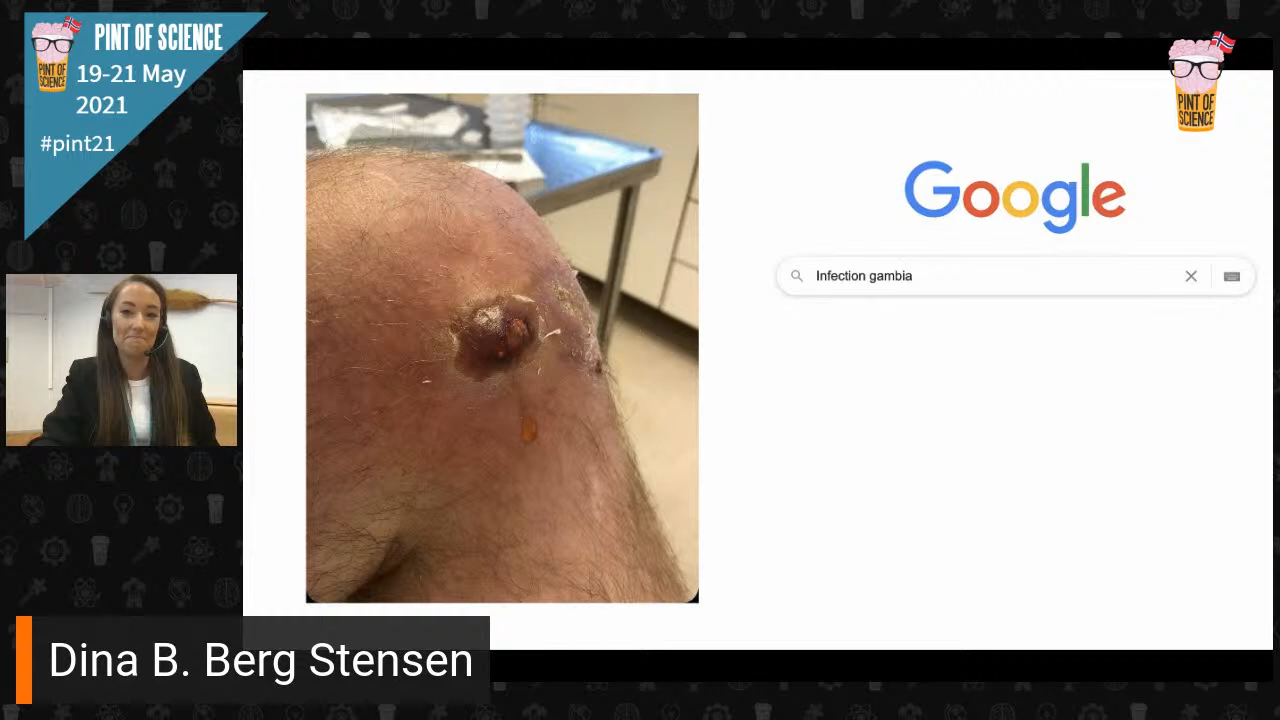 PINT OF SCIENCE
19-21 May
2021
#pint21
PINT OF
SCIENCE
PINT OF
SCIENCE
Google
Infection gambia
Dina B. Berg Stensen